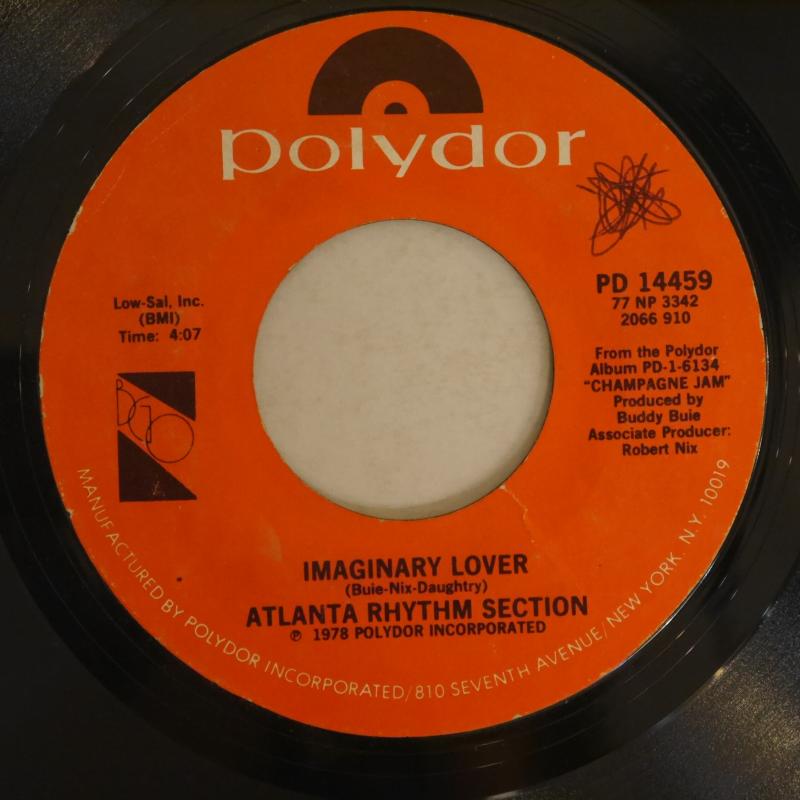 polydor
Low-Sal, Inc.
(BMI)
Time: 4:07
BGO
PD 14459
77 NP 3342
2066 910
From the Polydor
Album PD-1-6134
"CHAMPAGNE JAM"
Produced by
Buddy Buie
Associate Producer:
Robert Nix
IMAGINARY LOVER
(Buie-Nix-Daughtry)
ATLANTA RHYTHM SECTION
℗ 1978 POLYDOR INCORPORATED
MANUFACTURED BY POLYDOR INCORPORATED/810 SEVENTH AVENUE/NEW YORK, N.Y. 10019